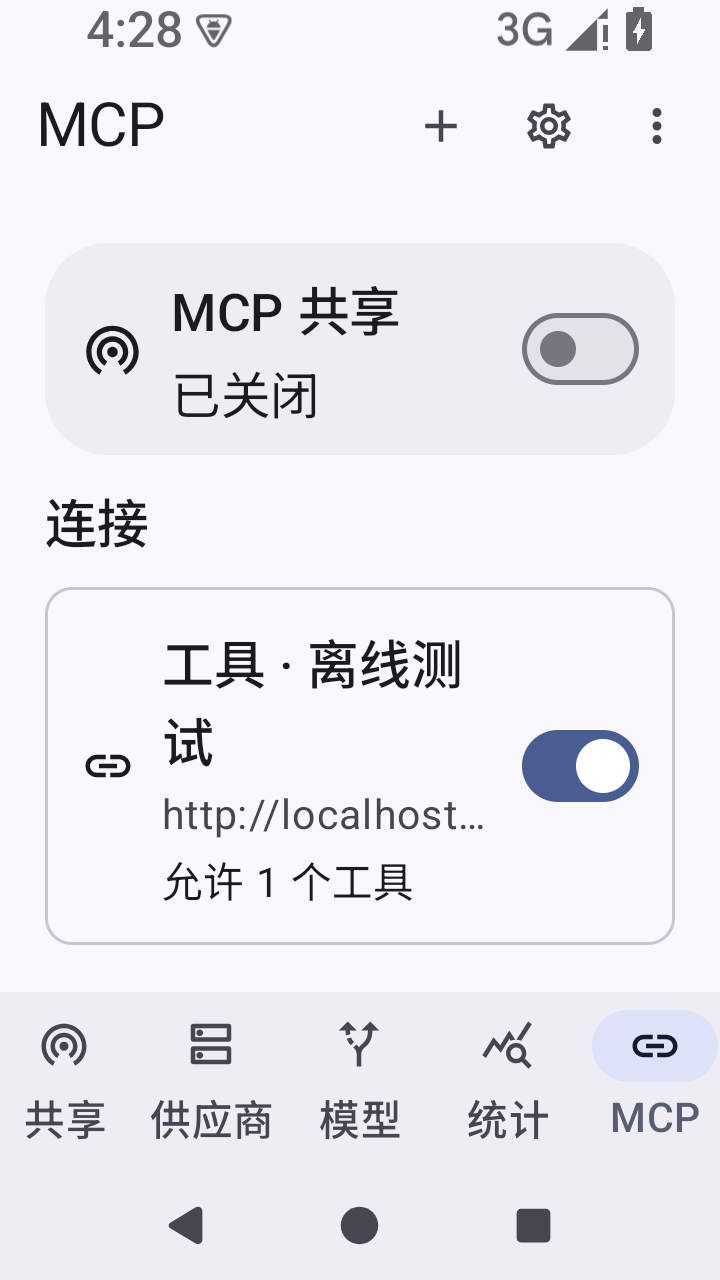 4:28 3G
MCP
MCP 共享
已关闭
连接
工具 · 离线测
试
http://localhost…
允许 1 个工具
共享 供应商 模型 统计 MCP